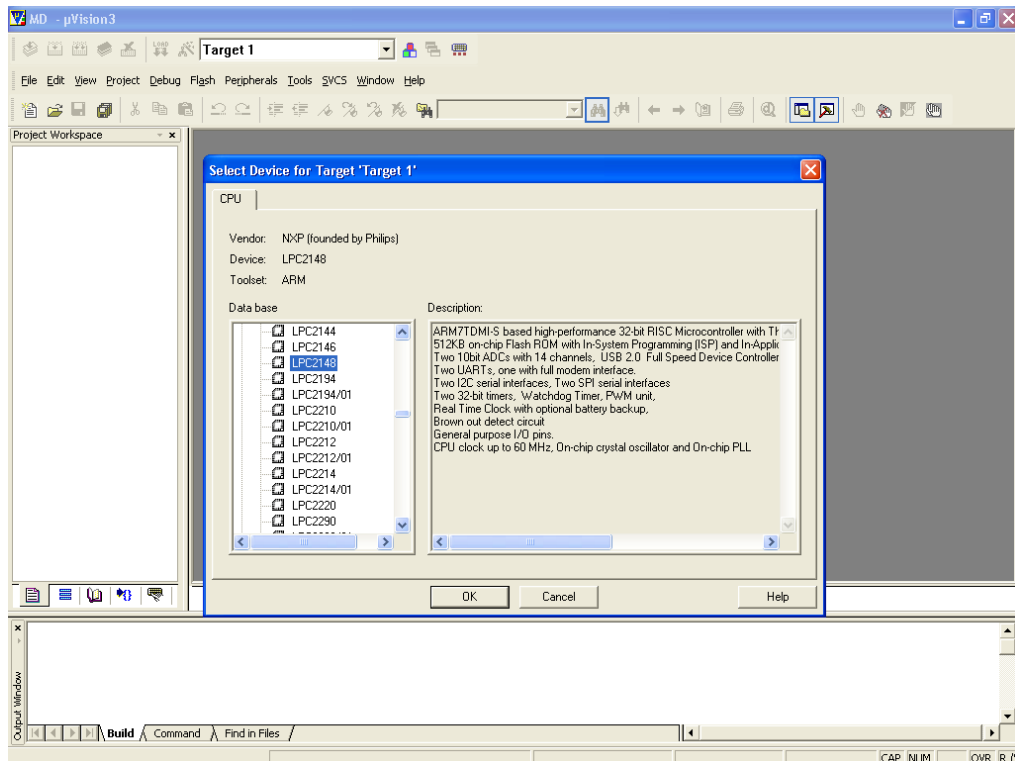 MD - µVision3
Target 1
File Edit View Project Debug Flash Peripherals Tools SVCS Window Help
Project Workspace
Select Device for Target 'Target 1'
CPU
Vendor: NXP (founded by Philips)
Device: LPC2148
Toolset: ARM
Data base
LPC2144
LPC2146
LPC2148
LPC2194
LPC2194/01
LPC2210
LPC2210/01
LPC2212
LPC2212/01
LPC2214
LPC2214/01
LPC2220
LPC2290
Description:
ARM7TDMI-S based high-performance 32-bit RISC Microcontroller with
512KB on-chip Flash ROM with In-System Programming (ISP) and
Two 10bit ADCs with 14 channels, USB 2.0 Full Speed Device Controller
Two UARTs, one with full modem interface.
Two I2C serial interfaces, Two SPI serial interfaces
Two 32-bit timers, Watchdog Timer, PWM unit,
Real Time Clock with optional battery backup,
Brown out detect circuit
General purpose I/O pins.
CPU clock up to 60 MHz, On-chip crystal oscillator and On-chip PLL
OK Cancel Help
Output Window
Build Command Find in Files
CAP NUM OVR R